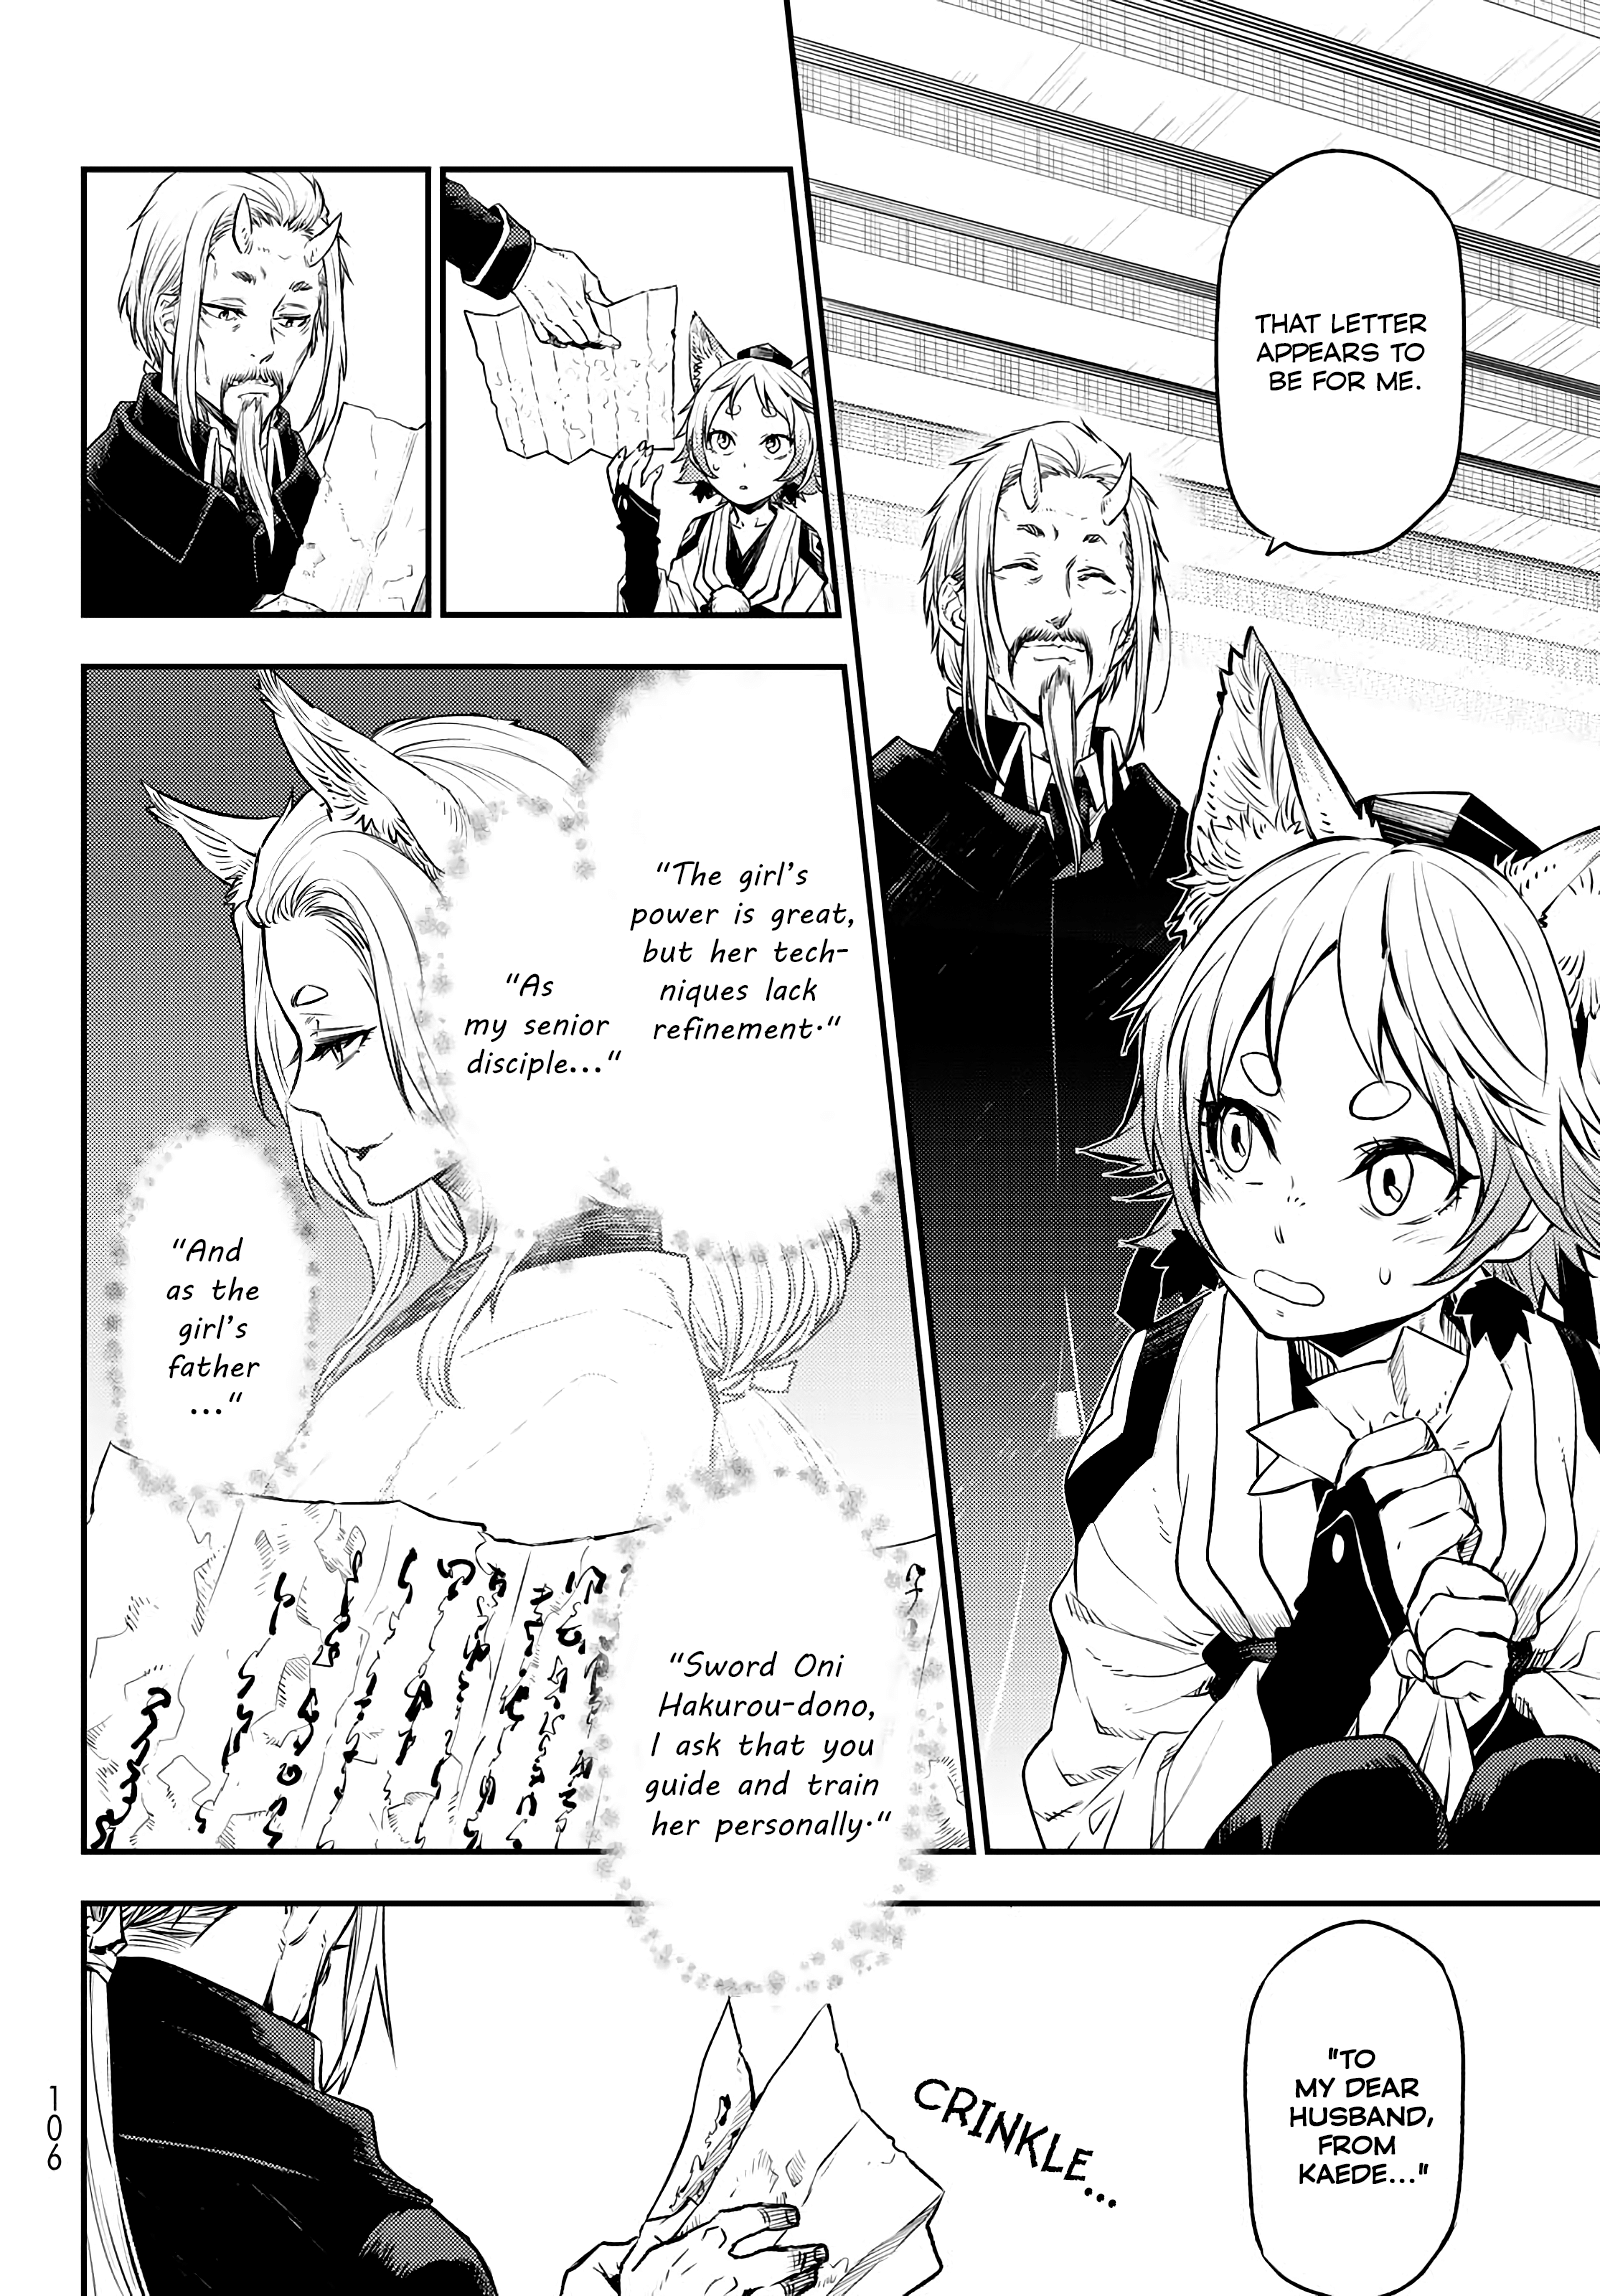 THAT LETTER
APPEARS TO
BE FOR ME.
"The girl's
power is great,
but her tech-
niques lack
refinement."
"As
my senior
disciple..."
"And
as the
girl's
father
..."
"Sword Oni
Hakurou-dono,
I ask that you
guide and train
her personally."
"TO
MY DEAR
HUSBAND,
FROM
KAEDE..."
CRINKLE...
106